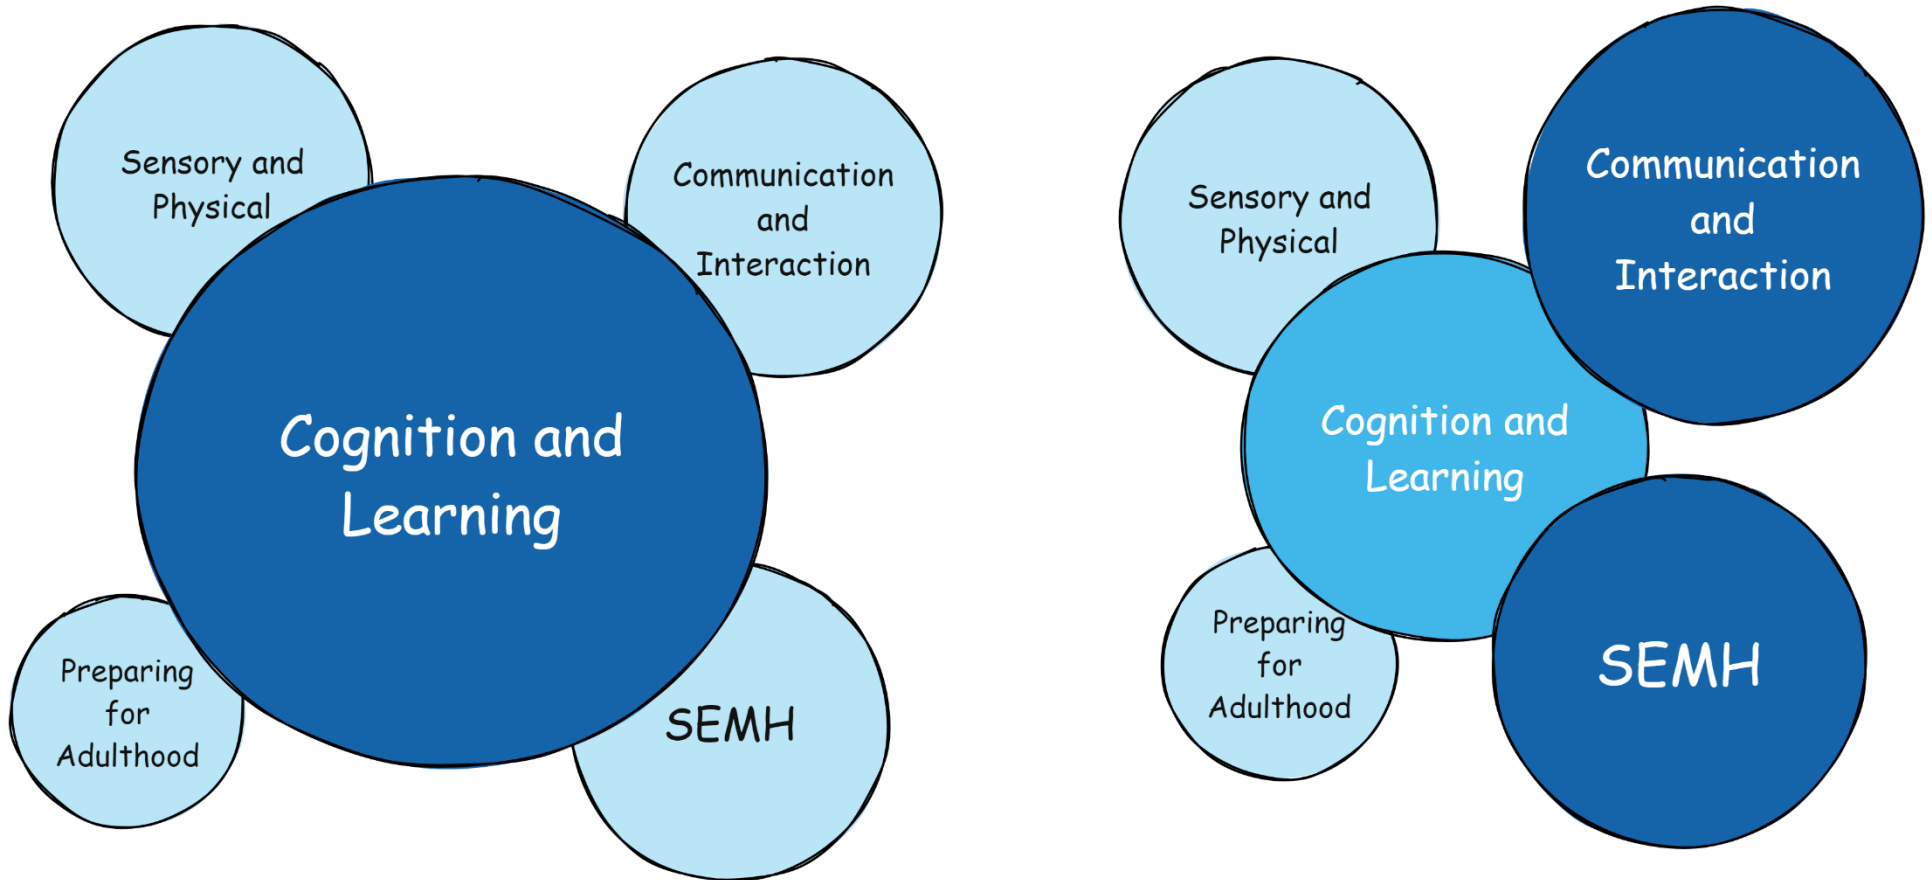 Sensory and
Physical
Communication
and
Interaction
Cognition and
Learning
Preparing
for
Adulthood
SEMH
Sensory and
Physical
Communication
and
Interaction
Cognition and
Learning
Preparing
for
Adulthood
SEMH